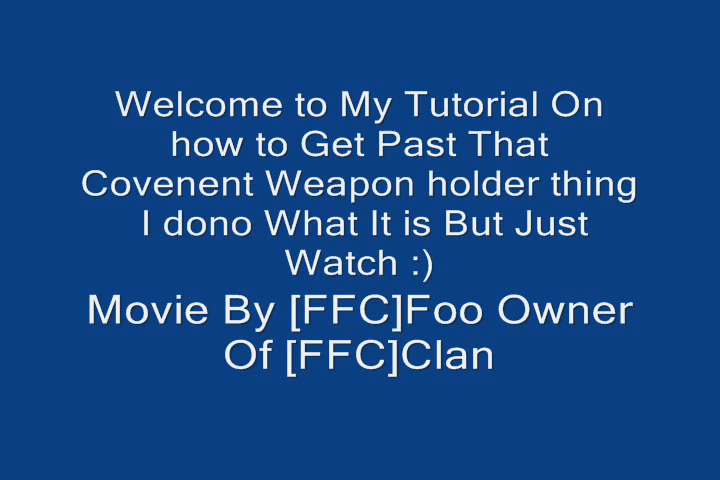 Welcome to My Tutorial On
how to Get Past That
Covenent Weapon holder thing
I dono What It is But Just
Watch :)
Movie By [FFC]Foo Owner
Of [FFC]Clan